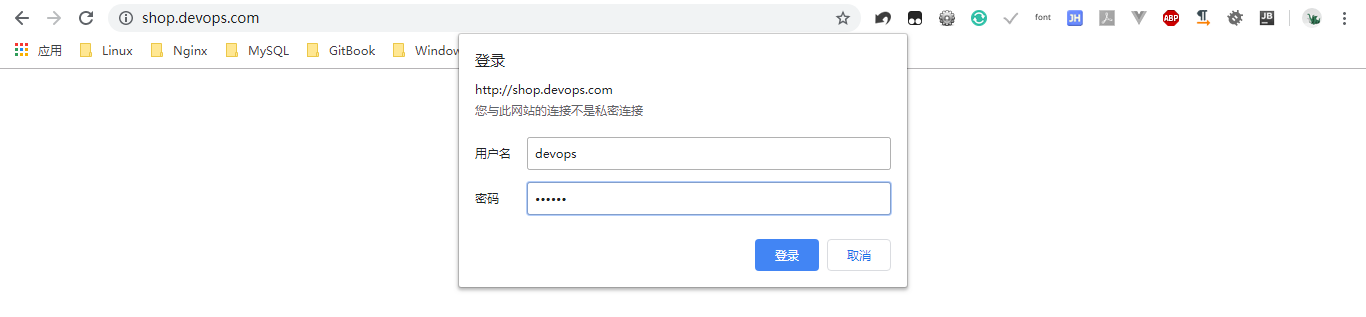 shop.devops.com
font
JH
ABP
JB
应用 Linux Nginx MySQL GitBook Window
登录
http://shop.devops.com
您与此网站的连接不是私密连接
用户名 devops
密码 ••••••
登录 取消